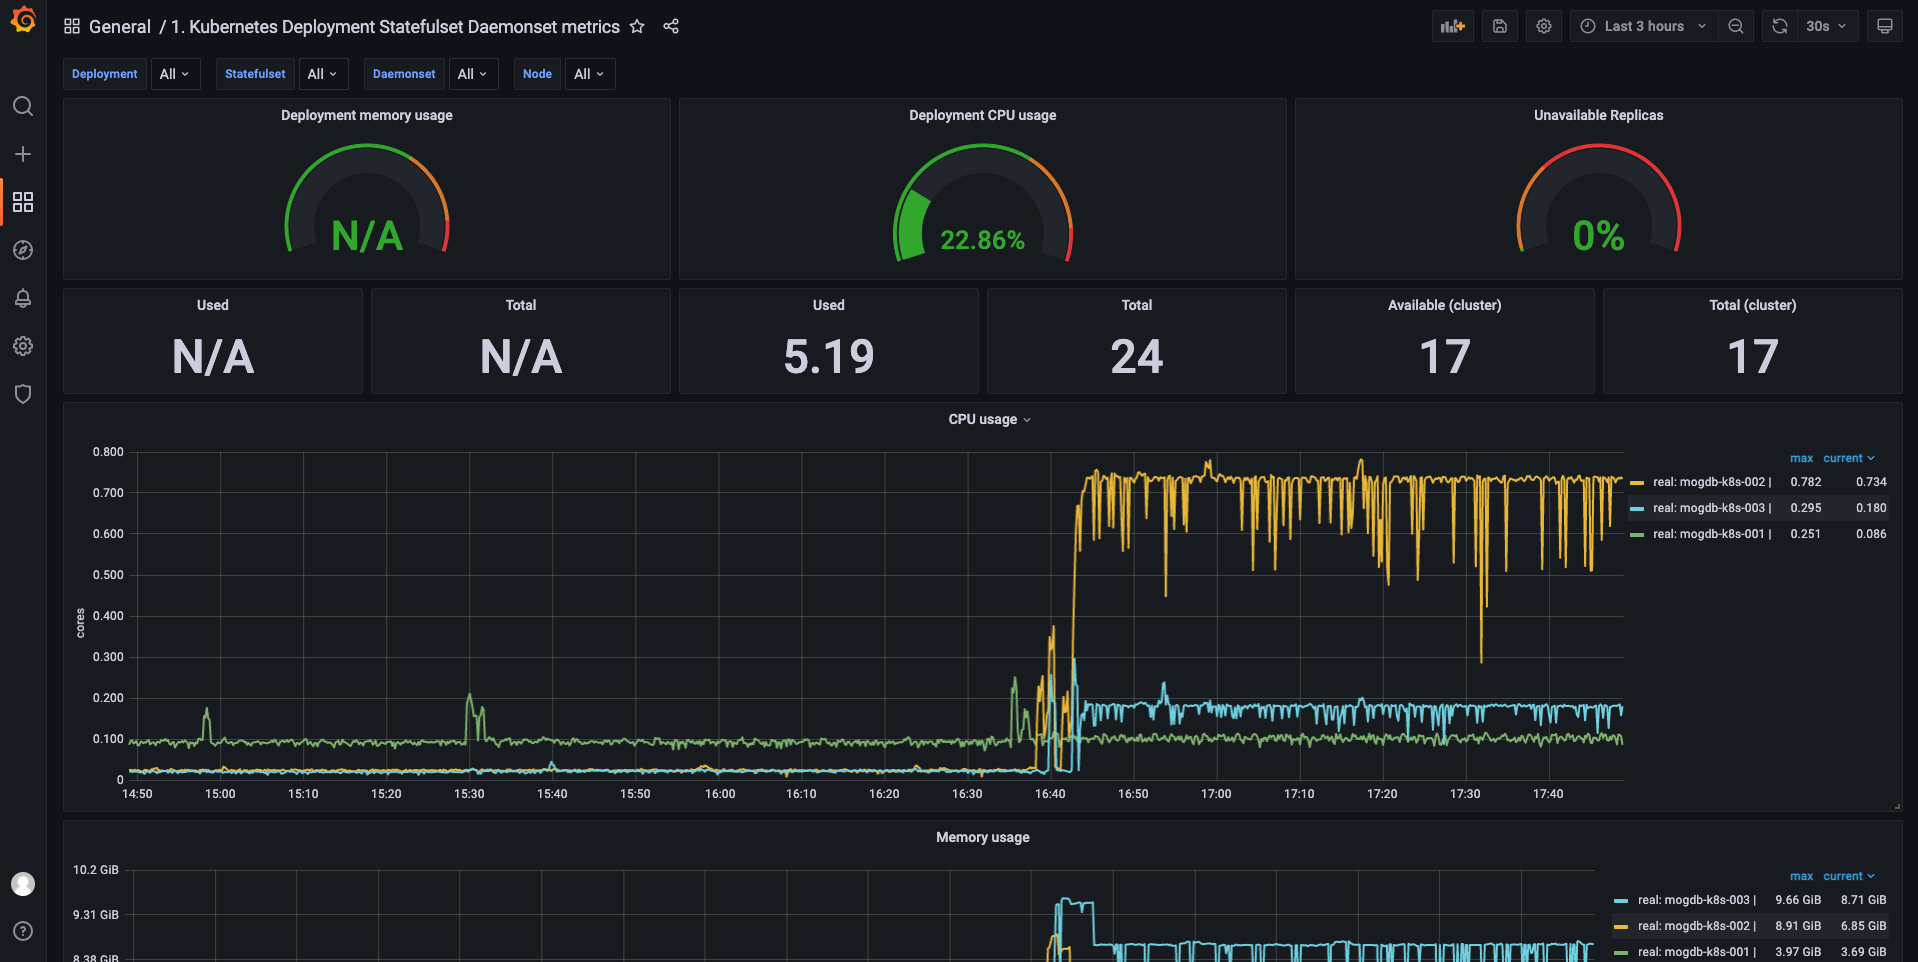 General / 1. Kubernetes Deployment Statefulset Daemonset metrics
Last 3 hours
30s
Deployment All Statefulset All Daemonset All Node All
Deployment memory usage
N/A
Deployment CPU usage
22.86%
Unavailable Replicas
0%
Used
N/A
Total
N/A
Used
5.19
Total
24
Available (cluster)
17
Total (cluster)
17
CPU usage
cores
0.800
0.700
0.600
0.500
0.400
0.300
0.200
0.100
0
14:50 15:00 15:10 15:20 15:30 15:40 15:50 16:00 16:10 16:20 16:30 16:40 16:50 17:00 17:10 17:20 17:30 17:40
max current
real: mogdb-k8s-002 | 0.782 0.734
real: mogdb-k8s-003 | 0.295 0.180
real: mogdb-k8s-001 | 0.251 0.086
Memory usage
10.2 GiB
9.31 GiB
8.38 GiB
max current
real: mogdb-k8s-003 | 9.66 GiB 8.71 GiB
real: mogdb-k8s-002 | 8.91 GiB 6.85 GiB
real: mogdb-k8s-001 | 3.97 GiB 3.69 GiB